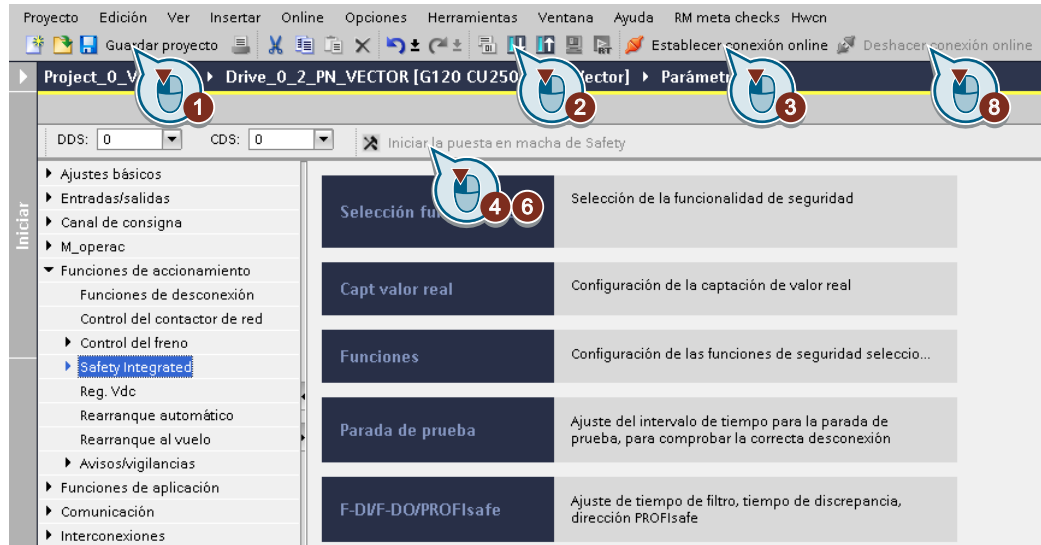 Proyecto Edición Ver Insertar Online Opciones Herramientas Ventana Ayuda RM meta checks Hwcn
Guardar proyecto Establecer conexión online Deshacer conexión online
Project_0_V Drive_0_2_PN_VECTOR [G120 CU250 Vector] Parámet
1 2 3 8
DDS: 0 CDS: 0 Iniciar la puesta en macha de Safety
4 6
Iniciar
Ajustes básicos
Entradas/salidas
Canal de consigna
M_operac
Funciones de accionamiento
Funciones de desconexión
Control del contactor de red
Control del freno
Safety Integrated
Reg. Vdc
Rearranque automático
Rearranque al vuelo
Avisos/vigilancias
Funciones de aplicación
Comunicación
Interconexiones
Selección fu
Selección de la funcionalidad de seguridad
Capt valor real
Configuración de la captación de valor real
Funciones
Configuración de las funciones de seguridad seleccio...
Parada de prueba
Ajuste del intervalo de tiempo para la parada de
prueba, para comprobar la correcta desconexión
F-DI/F-DO/PROFIsafe
Ajuste de tiempo de filtro, tiempo de discrepancia,
dirección PROFIsafe